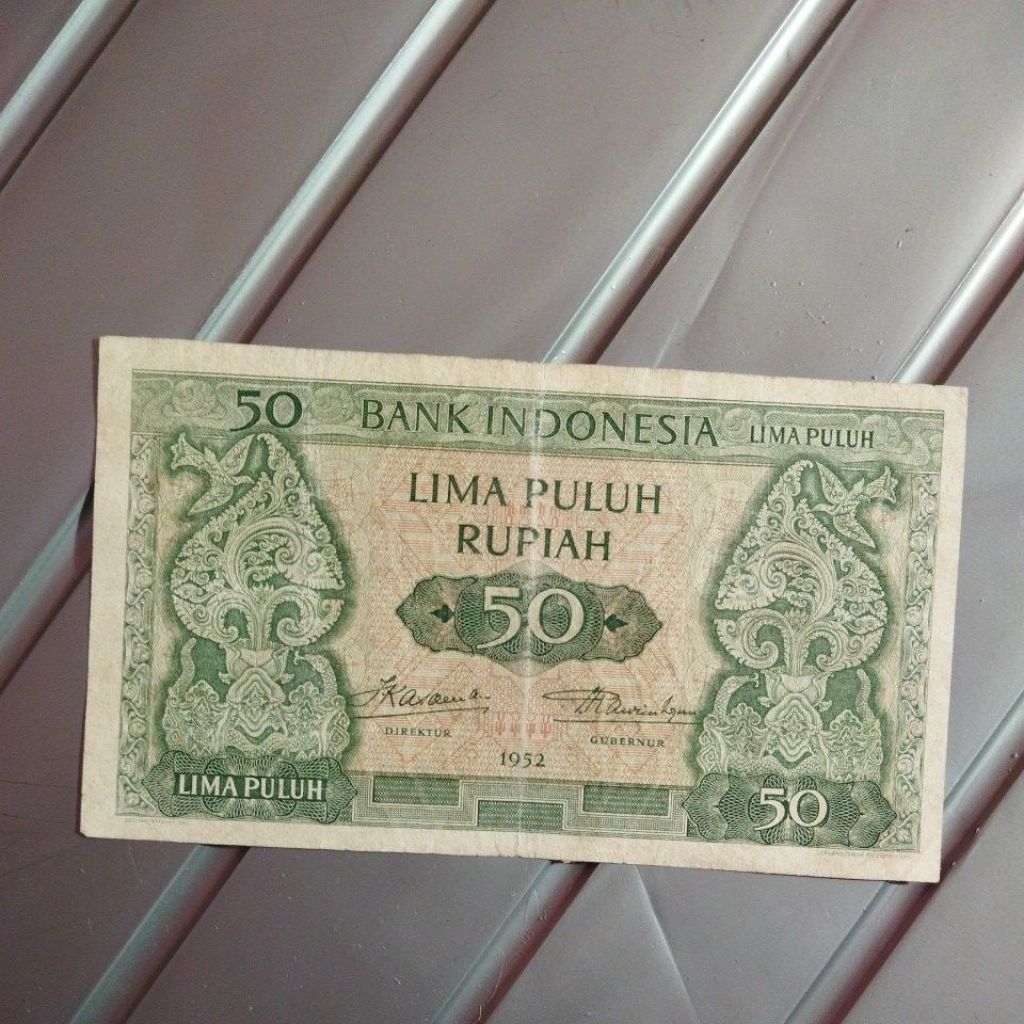 50 BANK INDONESIA LIMA PULUH
LIMA PULUH
RUPIAH
50
DIREKTUR GUBERNUR
1952
LIMA PULUH 50